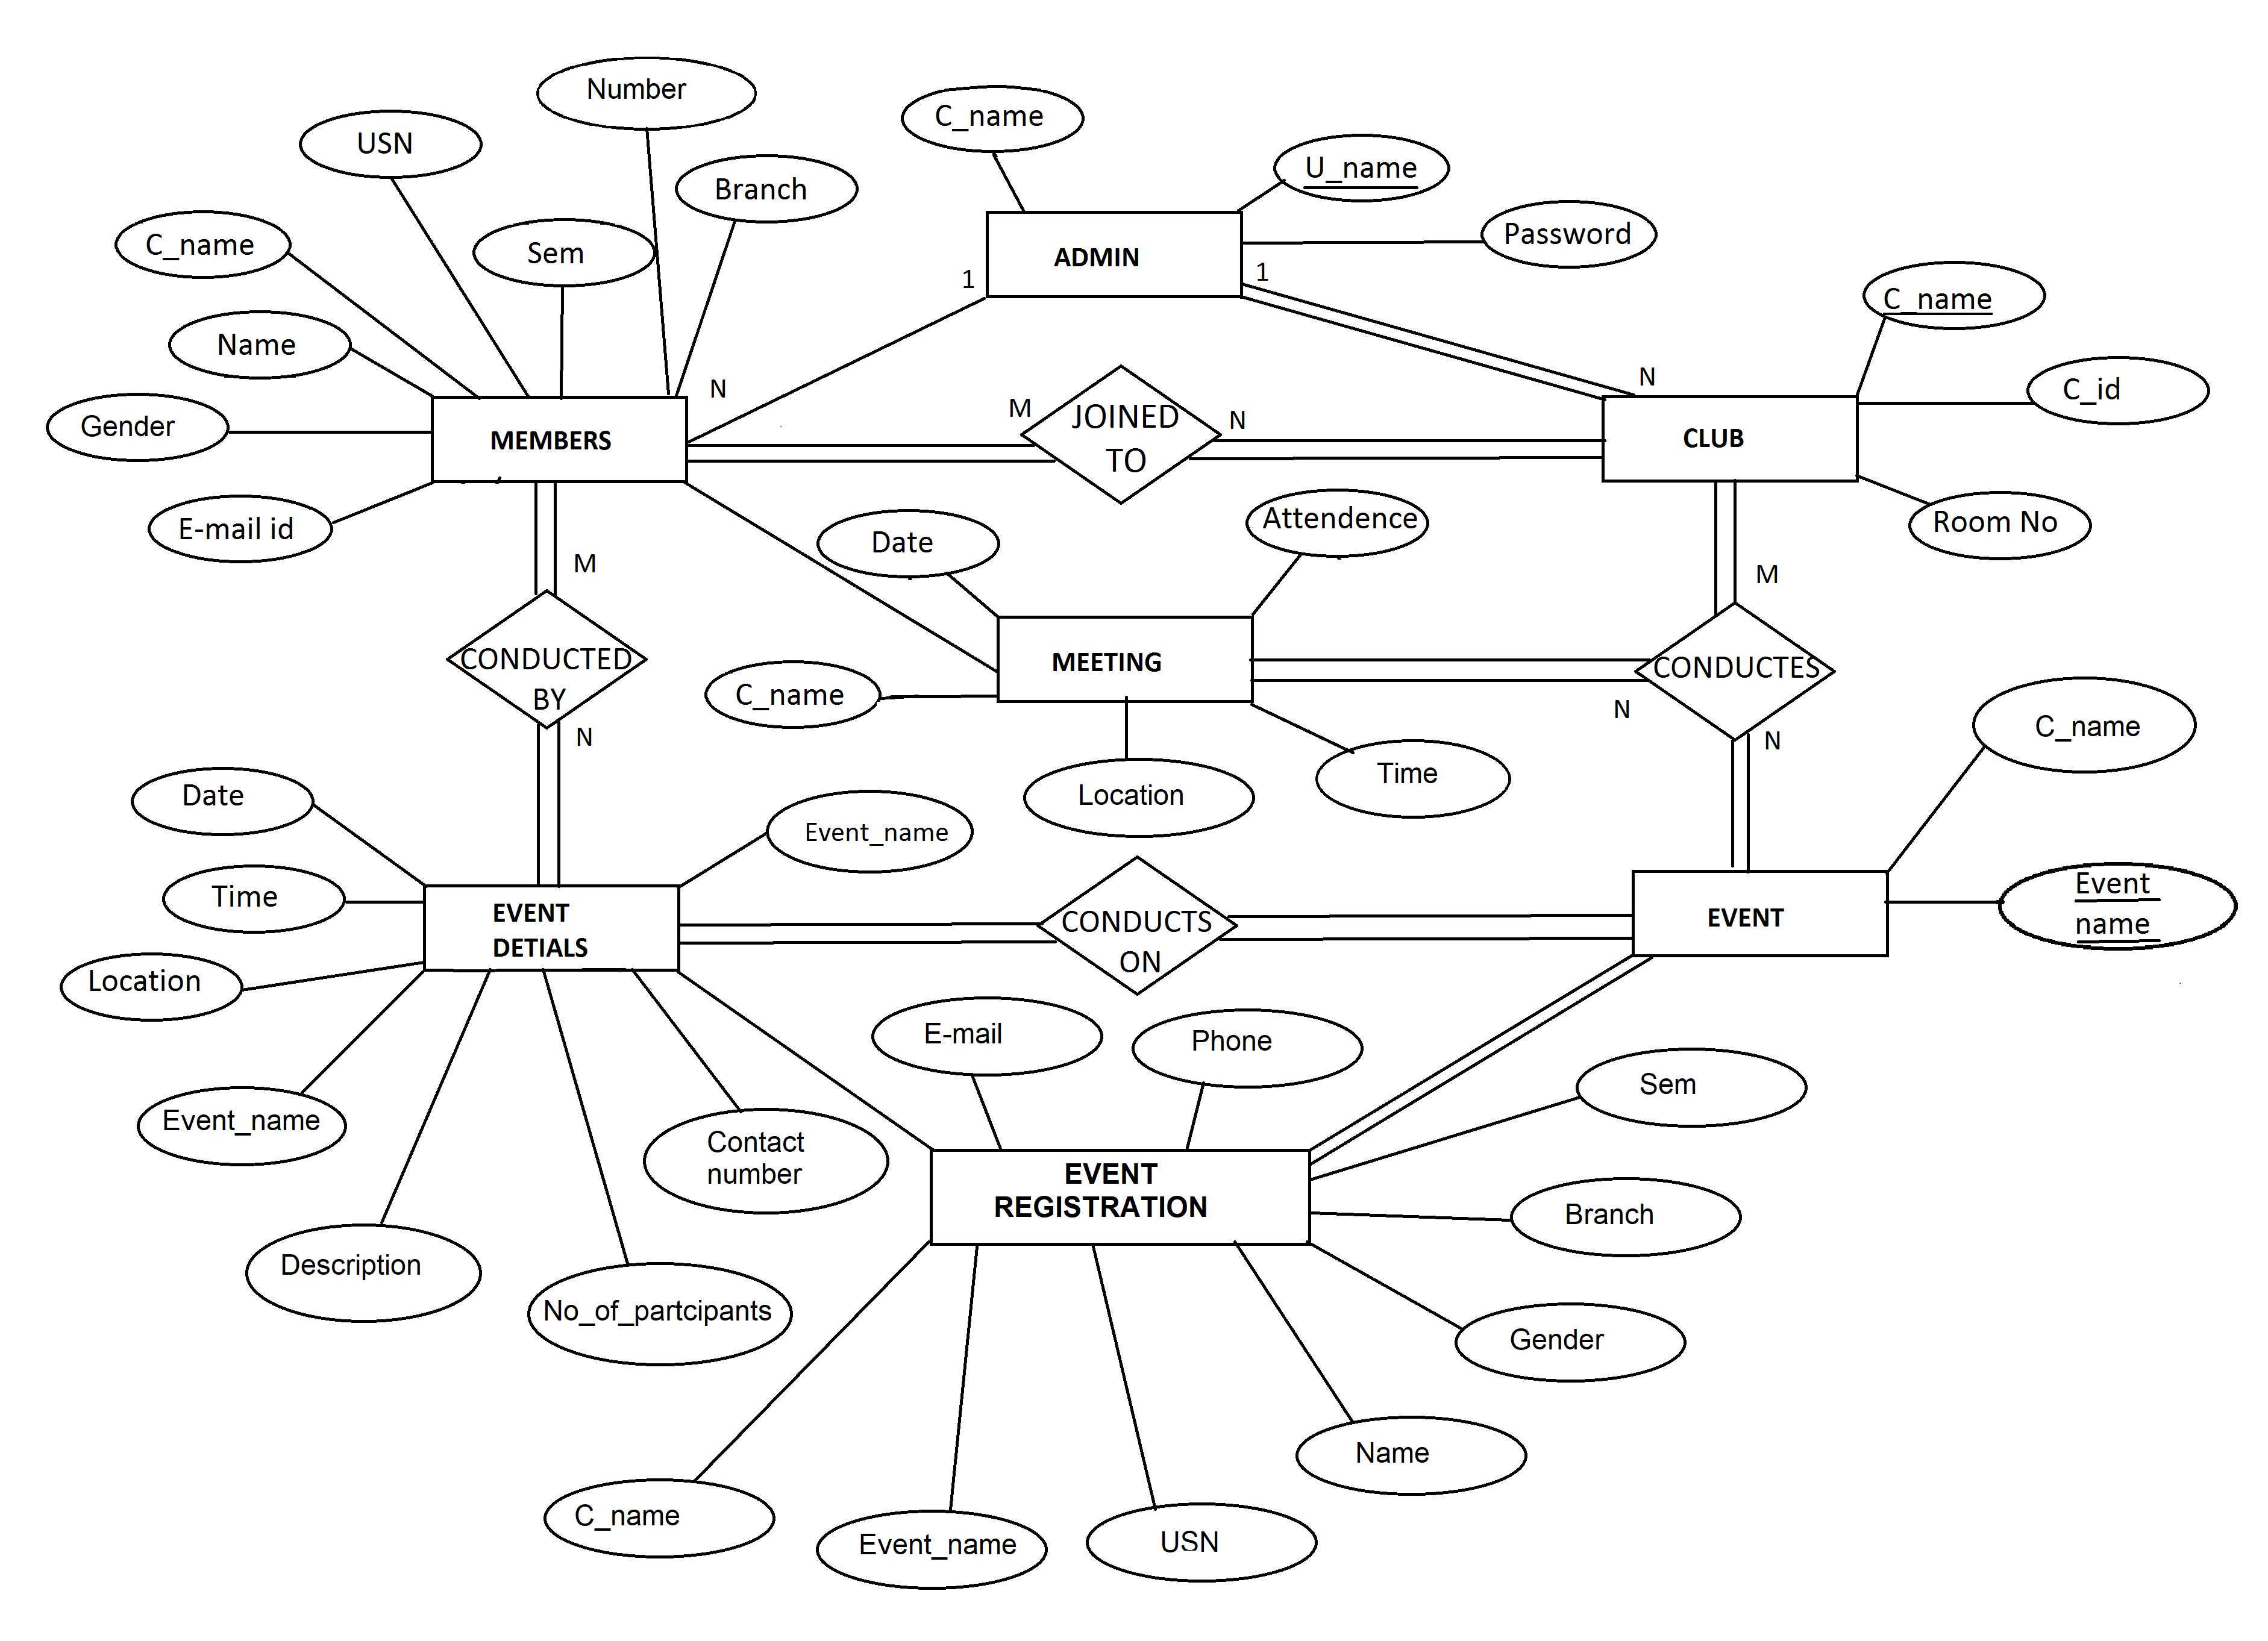 Number
C_name
USN
U_name
Branch
Password
C_name
Sem
ADMIN
1
1
C_name
Name
N
N
C_id
M
JOINED
TO
N
Gender
MEMBERS
CLUB
E-mail id
Date
Attendence
Room No
M
M
CONDUCTED
BY
MEETING
CONDUCTES
C_name
N
N
N
C_name
Date
Location
Time
Event_name
Time
EVENT
DETIALS
CONDUCTS
ON
EVENT
Event
name
Location
E-mail
Phone
Sem
Event_name
Contact
number
EVENT
REGISTRATION
Branch
Description
No_of_partcipants
Gender
Name
C_name
Event_name
USN